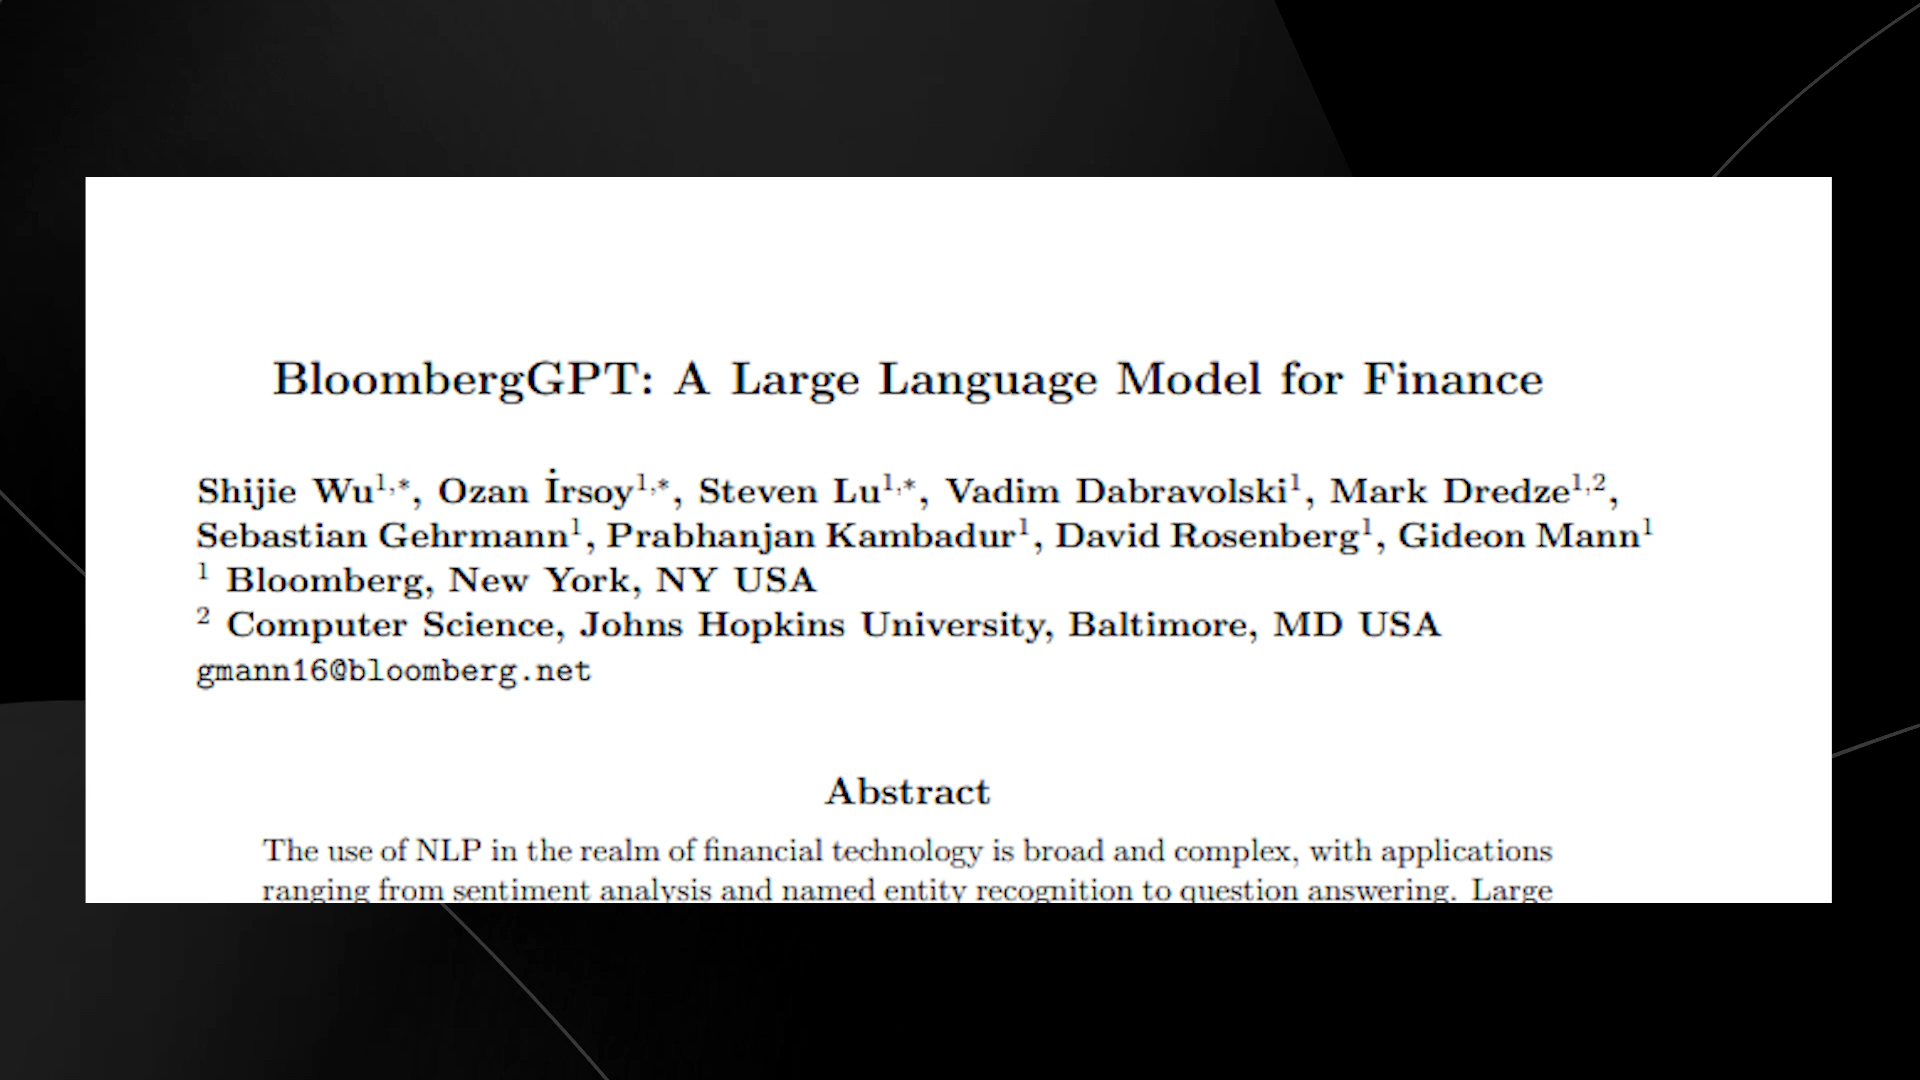 BloombergGPT: A Large Language Model for Finance
Shijie Wu¹,*, Ozan İrsoy¹,*, Steven Lu¹,*, Vadim Dabravolski¹, Mark Dredze¹,²,
Sebastian Gehrmann¹, Prabhanjan Kambadur¹, David Rosenberg¹, Gideon Mann¹
¹ Bloomberg, New York, NY USA
² Computer Science, Johns Hopkins University, Baltimore, MD USA
gmann16@bloomberg.net
Abstract
The use of NLP in the realm of financial technology is broad and complex, with applications
ranging from sentiment analysis and named entity recognition to question answering. Large